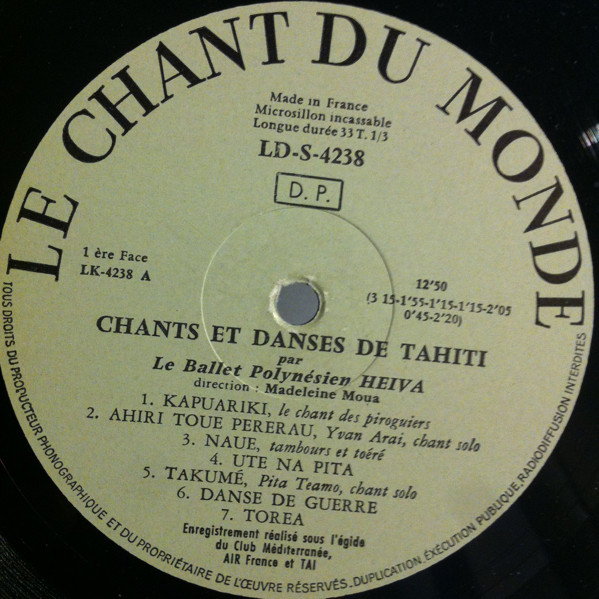 LE CHANT DU MONDE
Made in France
Microsillon incassable
Longue durée 33 T. 1/3
LD-S-4238
D. P.
1 ère Face
LK-4238 A
12'50
(3 15-1'55-1'15-1'15-2'05
0'45-2'20)
CHANTS ET DANSES DE TAHITI
par
Le Ballet Polynésien HEIVA
direction : Madeleine Moua
1. KAPUARIKI, le chant des piroguiers
2. AHIRI TOUE PERERAU, Yvan Arai, chant solo
3. NAUE, tambours et toéré
4. UTE NA PITA
5. TAKUMÉ, Pita Teamo, chant solo
6. DANSE DE GUERRE
7. TOREA
Enregistrement réalisé sous l'égide
du Club Méditerranée,
AIR France et TAI
TOUS DROITS DU PRODUCTEUR PHONOGRAPHIQUE ET DU PROPRIÉTAIRE DE L'ŒUVRE RÉSERVÉS. DUPLICATION, EXÉCUTION PUBLIQUE, RADIODIFFUSION INTERDITES